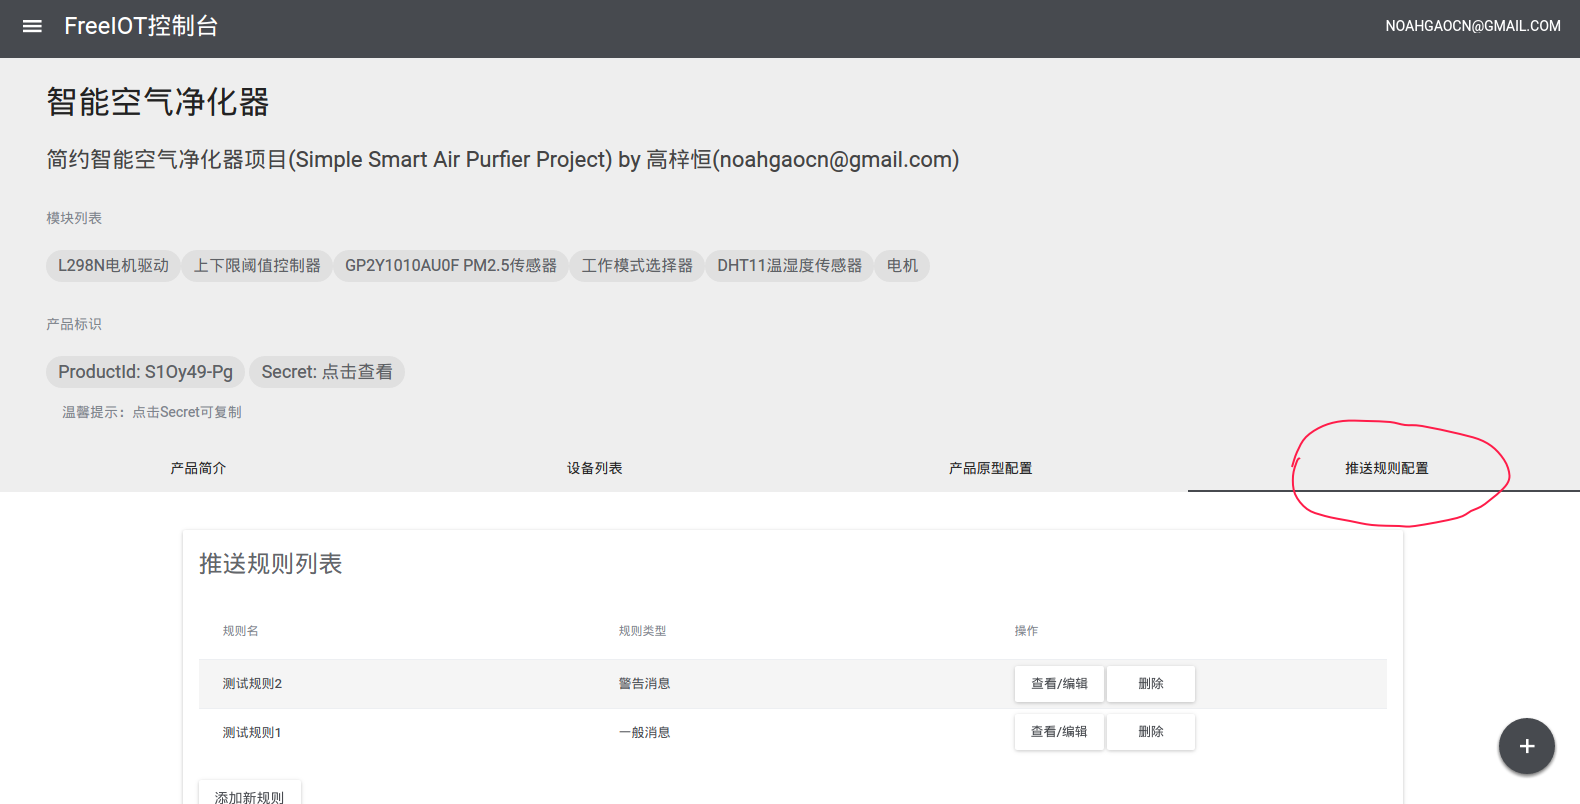 FreeIOT控制台 NOAHGAOCN@GMAIL.COM
智能空气净化器
简约智能空气净化器项目(Simple Smart Air Purfier Project) by 高梓恒(noahgaocn@gmail.com)
模块列表
L298N电机驱动 上下限阈值控制器 GP2Y1010AU0F PM2.5传感器 工作模式选择器 DHT11温湿度传感器 电机
产品标识
ProductId: S1Oy49-Pg Secret: 点击查看
温馨提示：点击Secret可复制
产品简介 设备列表 产品原型配置 推送规则配置
推送规则列表
规则名 规则类型 操作
测试规则2 警告消息 查看/编辑 删除
测试规则1 一般消息 查看/编辑 删除
添加新规则